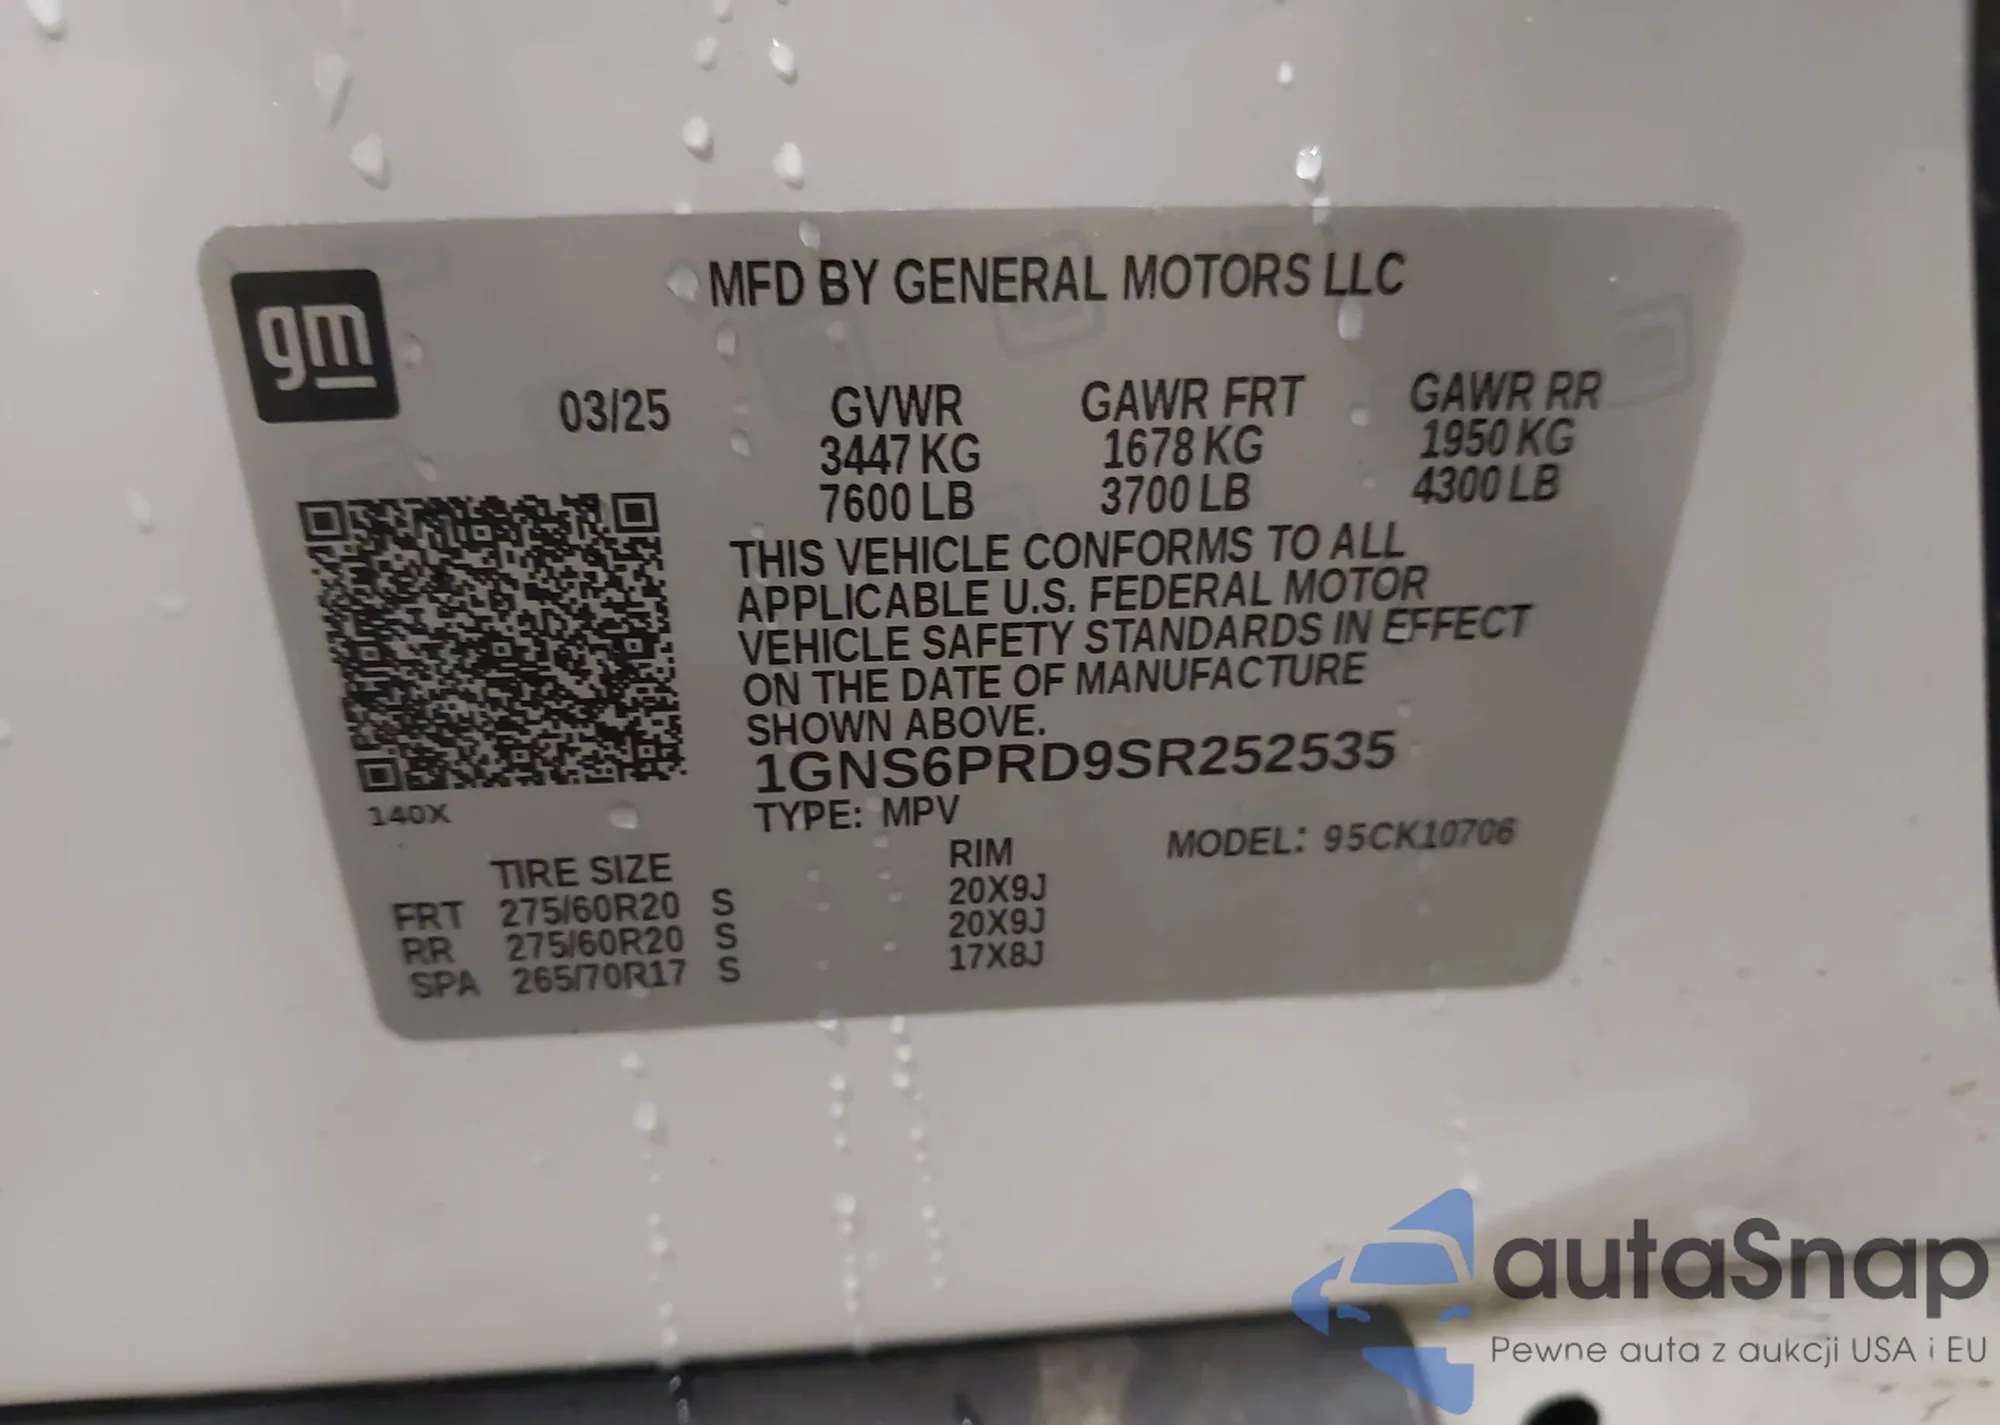 gm
MFD BY GENERAL MOTORS LLC
03/25
GVWR GAWR FRT GAWR RR
3447 KG 1678 KG 1950 KG
7600 LB 3700 LB 4300 LB
THIS VEHICLE CONFORMS TO ALL
APPLICABLE U.S. FEDERAL MOTOR
VEHICLE SAFETY STANDARDS IN EFFECT
ON THE DATE OF MANUFACTURE
SHOWN ABOVE.
1GNS6PRD9SR252535
140X
TYPE: MPV
MODEL: 95CK10706
TIRE SIZE RIM
FRT 275/60R20 S 20X9J
RR 275/60R20 S 20X9J
SPA 265/70R17 S 17X8J
autaSnap
Pewne auta z aukcji USA i EU